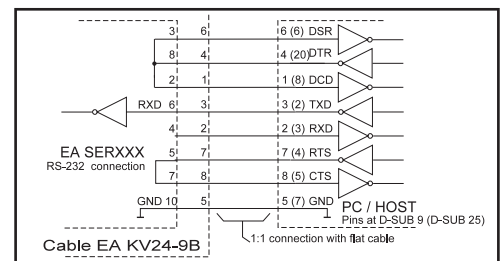 3 6 6 (6) DSR
8 4 4 (20) DTR
2 1 1 (8) DCD
RXD 6 3 3 (2) TXD
4 2 2 (3) RXD
5 7 7 (4) RTS
EA SERXXX
RS-232 connection
7 8 8 (5) CTS
GND 10 5 5 (7) GND
PC / HOST
Pins at D-SUB 9 (D-SUB 25)
1:1 connection with flat cable
Cable EA KV24-9B